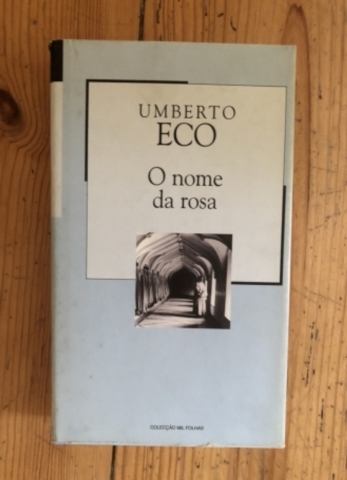 UMBERTO
ECO
O nome
da rosa
COLECÇÃO MIL FOLHAS